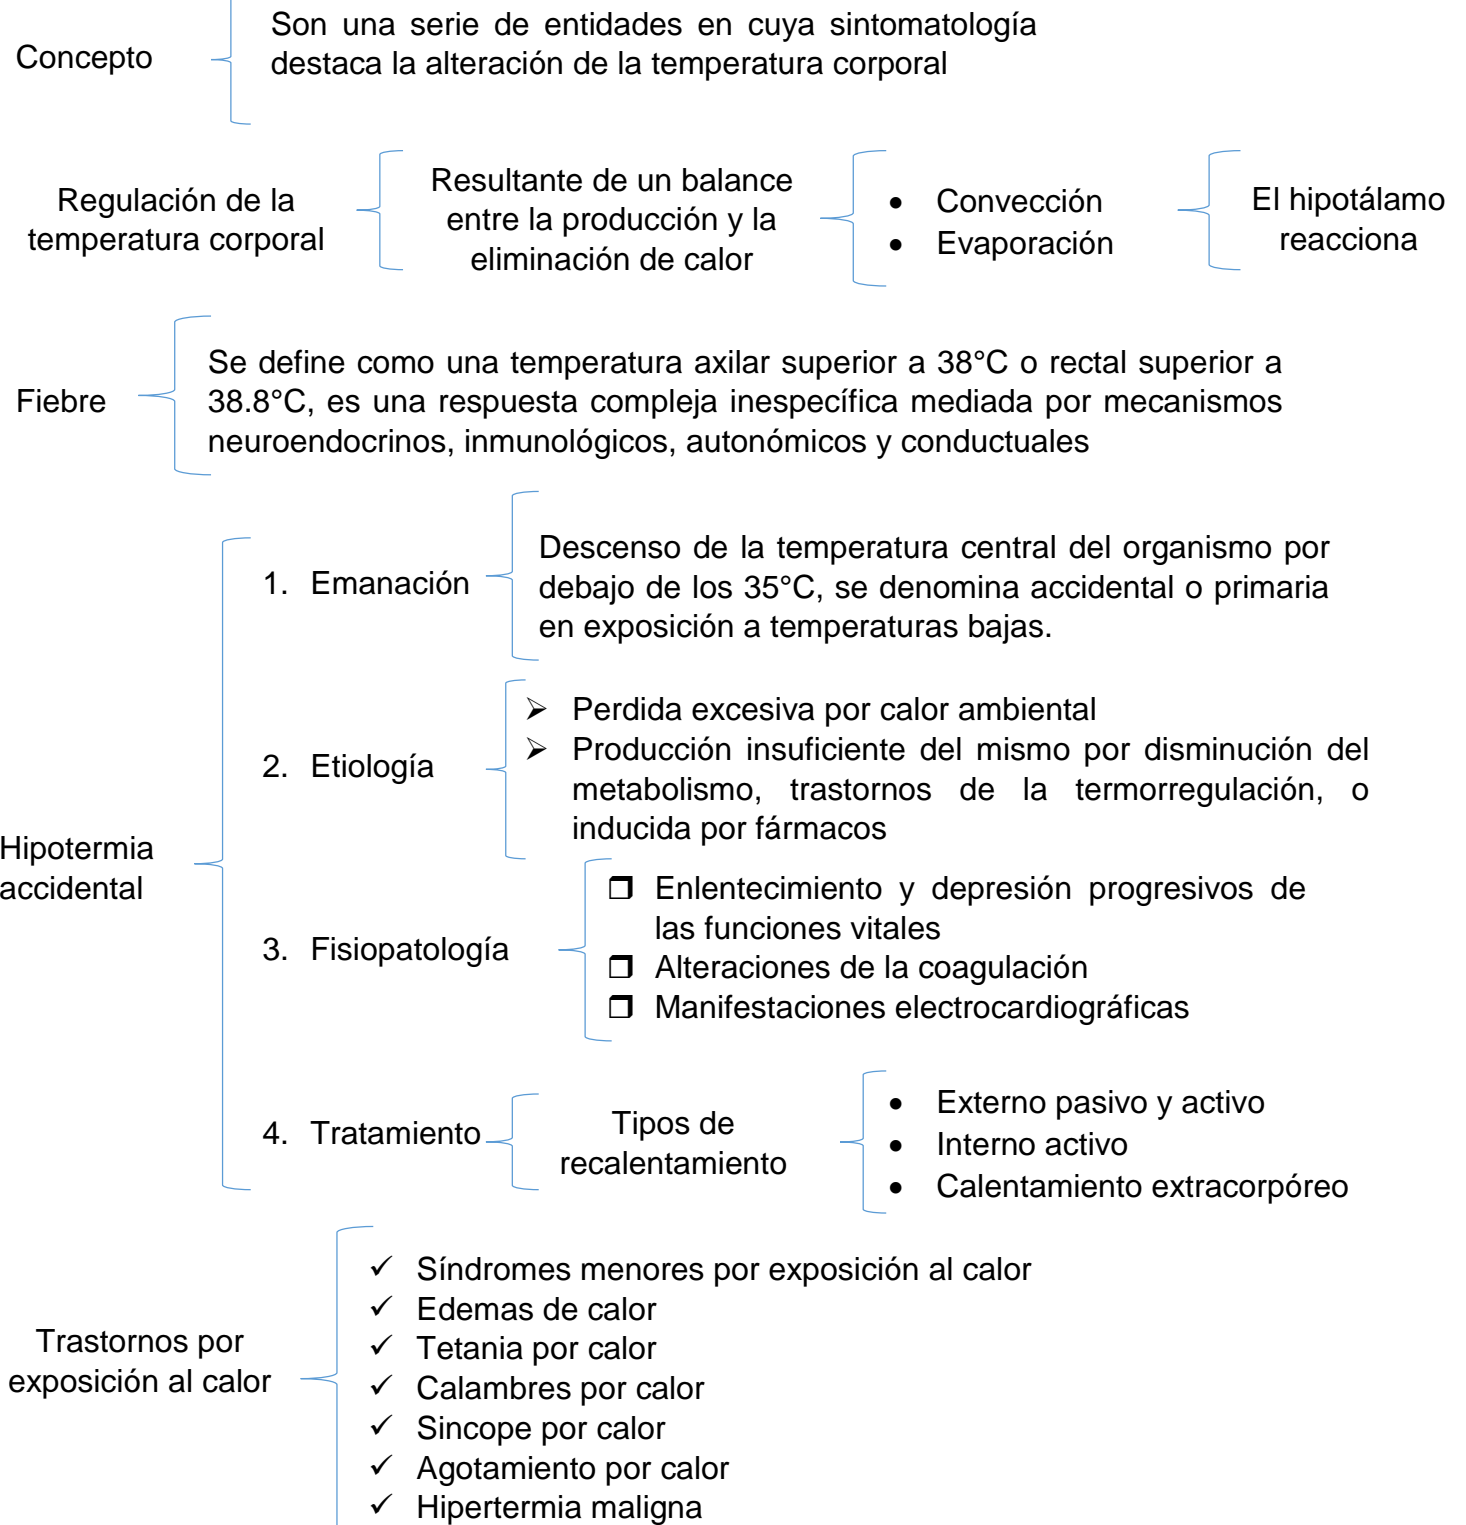 Concepto
Son una serie de entidades en cuya sintomatología
destaca la alteración de la temperatura corporal
Regulación de la
temperatura corporal
Resultante de un balance
entre la producción y la
eliminación de calor
• Convección
• Evaporación
El hipotálamo
reacciona
Fiebre
Se define como una temperatura axilar superior a 38°C o rectal superior a
38.8°C, es una respuesta compleja inespecífica mediada por mecanismos
neuroendocrinos, inmunológicos, autonómicos y conductuales
Hipotermia
accidental
1. Emanación
Descenso de la temperatura central del organismo por
debajo de los 35°C, se denomina accidental o primaria
en exposición a temperaturas bajas.
2. Etiología
➢ Perdida excesiva por calor ambiental
➢ Producción insuficiente del mismo por disminución del
metabolismo, trastornos de la termorregulación, o
inducida por fármacos
3. Fisiopatología
❒ Enlentecimiento y depresión progresivos de
las funciones vitales
❒ Alteraciones de la coagulación
❒ Manifestaciones electrocardiográficas
4. Tratamiento
Tipos de
recalentamiento
• Externo pasivo y activo
• Interno activo
• Calentamiento extracorpóreo
Trastornos por
exposición al calor
✓ Síndromes menores por exposición al calor
✓ Edemas de calor
✓ Tetania por calor
✓ Calambres por calor
✓ Sincope por calor
✓ Agotamiento por calor
✓ Hipertermia maligna